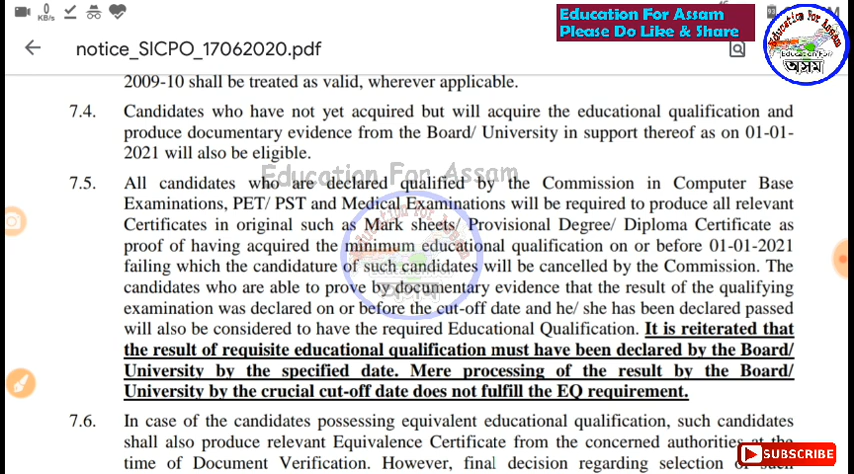 0
KB/s
Education For Assam
Please Do Like & Share
M
Education For Assam
Education For
অসম
notice_SICPO_17062020.pdf
2009-10 shall be treated as valid, wherever applicable.
7.4. Candidates who have not yet acquired but will acquire the educational qualification and
produce documentary evidence from the Board/ University in support thereof as on 01-01-
2021 will also be eligible.
Education For Assam
7.5. All candidates who are declared qualified by the Commission in Computer Base
Examinations, PET/ PST and Medical Examinations will be required to produce all relevant
Certificates in original such as Mark sheets/ Provisional Degree/ Diploma Certificate as
proof of having acquired the minimum educational qualification on or before 01-01-2021
failing which the candidature of such candidates will be cancelled by the Commission. The
candidates who are able to prove by documentary evidence that the result of the qualifying
examination was declared on or before the cut-off date and he/ she has been declared passed
will also be considered to have the required Educational Qualification. It is reiterated that
the result of requisite educational qualification must have been declared by the Board/
University by the specified date. Mere processing of the result by the Board/
University by the crucial cut-off date does not fulfill the EQ requirement.
7.6. In case of the candidates possessing equivalent educational qualification, such candidates
shall also produce relevant Equivalence Certificate from the concerned authorities at the
time of Document Verification. However, final decision regarding selection of such
SUBSCRIBE